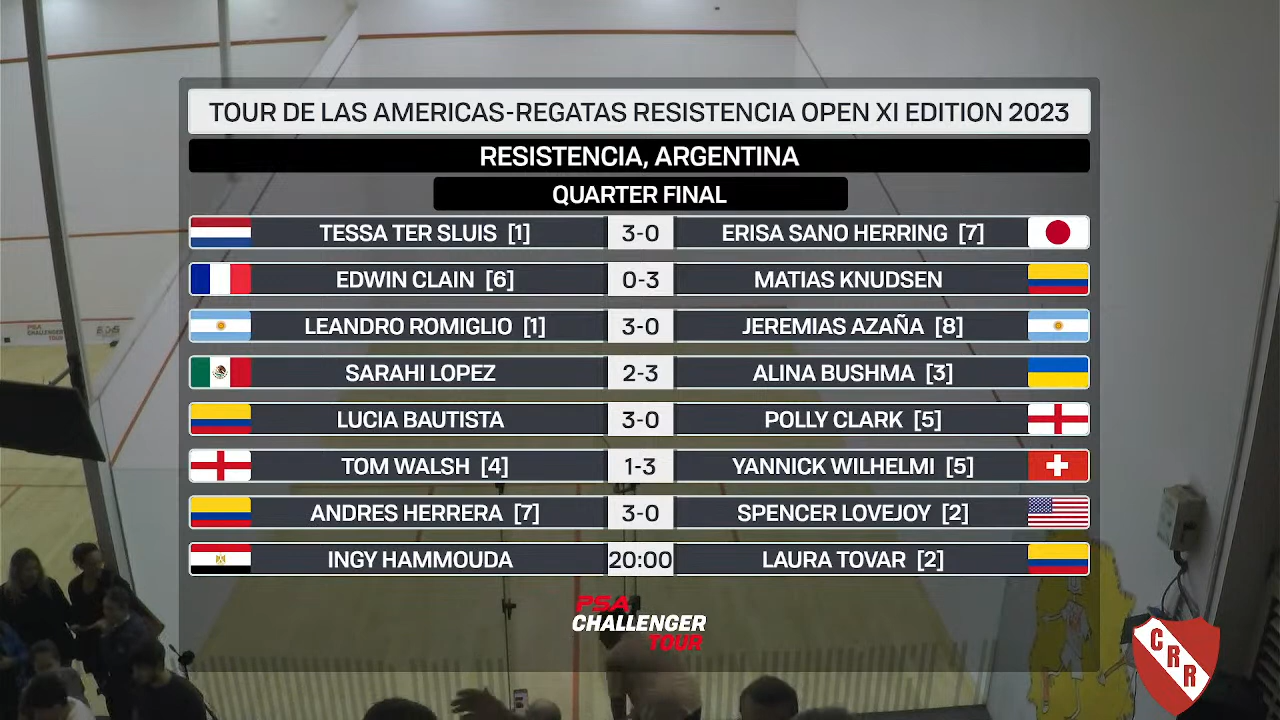 TOUR DE LAS AMERICAS-REGATAS RESISTENCIA OPEN XI EDITION 2023
RESISTENCIA, ARGENTINA
QUARTER FINAL
TESSA TER SLUIS [1] 3-0 ERISA SANO HERRING [7]
EDWIN CLAIN [6] 0-3 MATIAS KNUDSEN
LEANDRO ROMIGLIO [1] 3-0 JEREMIAS AZAÑA [8]
SARAHI LOPEZ 2-3 ALINA BUSHMA [3]
LUCIA BAUTISTA 3-0 POLLY CLARK [5]
TOM WALSH [4] 1-3 YANNICK WILHELMI [5]
ANDRES HERRERA [7] 3-0 SPENCER LOVEJOY [2]
INGY HAMMOUDA 20:00 LAURA TOVAR [2]
PSA
CHALLENGER
TOUR
CRR
PSA
CHALLENGER
TOUR